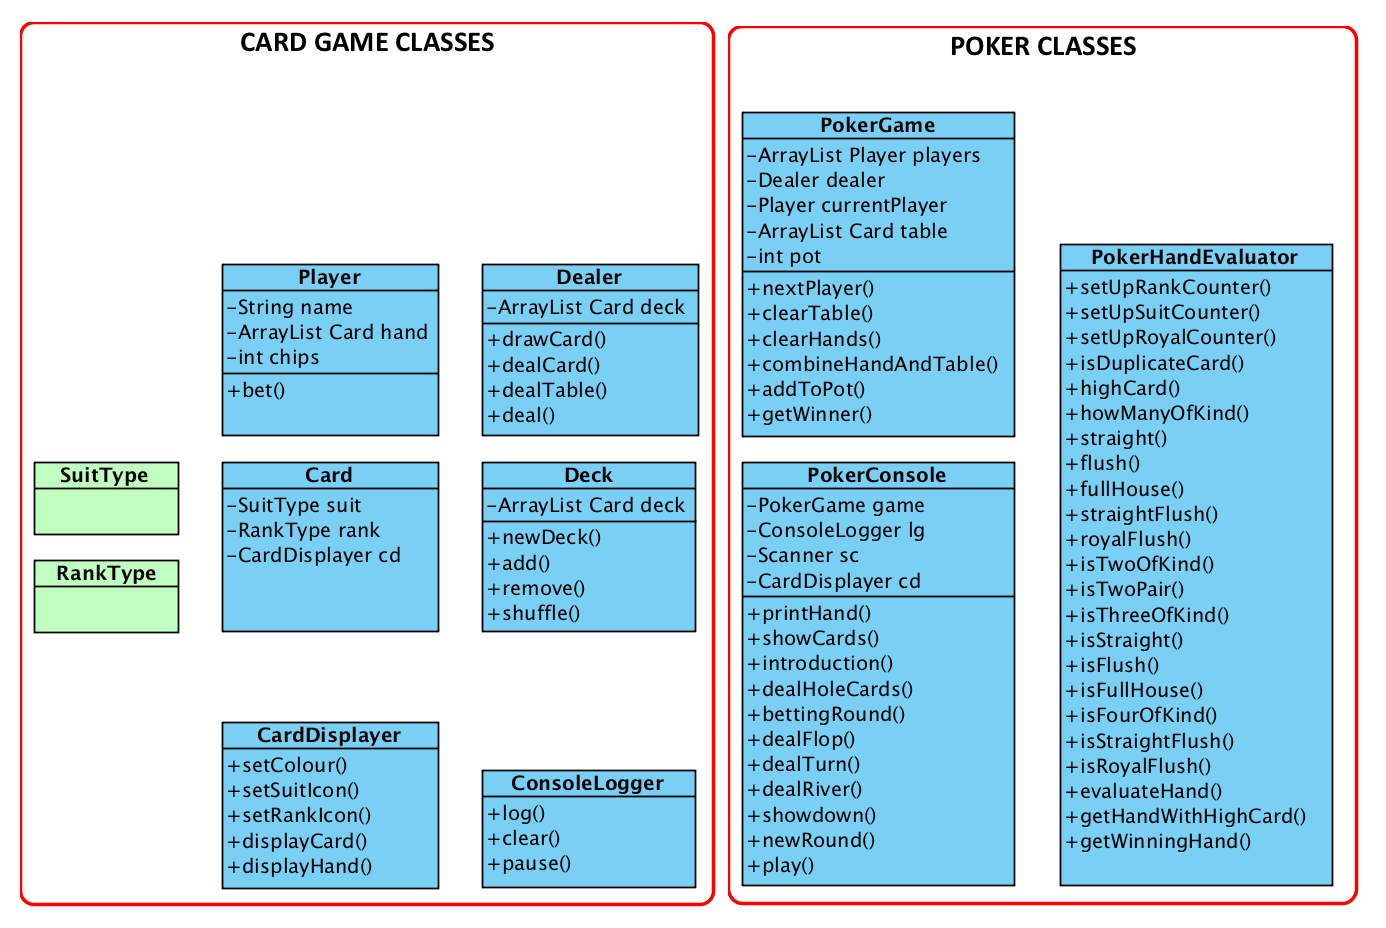 CARD GAME CLASSES
Player
-String name
-ArrayList Card hand
-int chips
+bet()
Dealer
-ArrayList Card deck
+drawCard()
+dealCard()
+dealTable()
+deal()
SuitType
RankType
Card
-SuitType suit
-RankType rank
-CardDisplayer cd
Deck
-ArrayList Card deck
+newDeck()
+add()
+remove()
+shuffle()
CardDisplayer
+setColour()
+setSuitIcon()
+setRankIcon()
+displayCard()
+displayHand()
ConsoleLogger
+log()
+clear()
+pause()
POKER CLASSES
PokerGame
-ArrayList Player players
-Dealer dealer
-Player currentPlayer
-ArrayList Card table
-int pot
+nextPlayer()
+clearTable()
+clearHands()
+combineHandAndTable()
+addToPot()
+getWinner()
PokerConsole
-PokerGame game
-ConsoleLogger lg
-Scanner sc
-CardDisplayer cd
+printHand()
+showCards()
+introduction()
+dealHoleCards()
+bettingRound()
+dealFlop()
+dealTurn()
+dealRiver()
+showdown()
+newRound()
+play()
PokerHandEvaluator
+setUpRankCounter()
+setUpSuitCounter()
+setUpRoyalCounter()
+isDuplicateCard()
+highCard()
+howManyOfKind()
+straight()
+flush()
+fullHouse()
+straightFlush()
+royalFlush()
+isTwoOfKind()
+isTwoPair()
+isThreeOfKind()
+isStraight()
+isFlush()
+isFullHouse()
+isFourOfKind()
+isStraightFlush()
+isRoyalFlush()
+evaluateHand()
+getHandWithHighCard()
+getWinningHand()